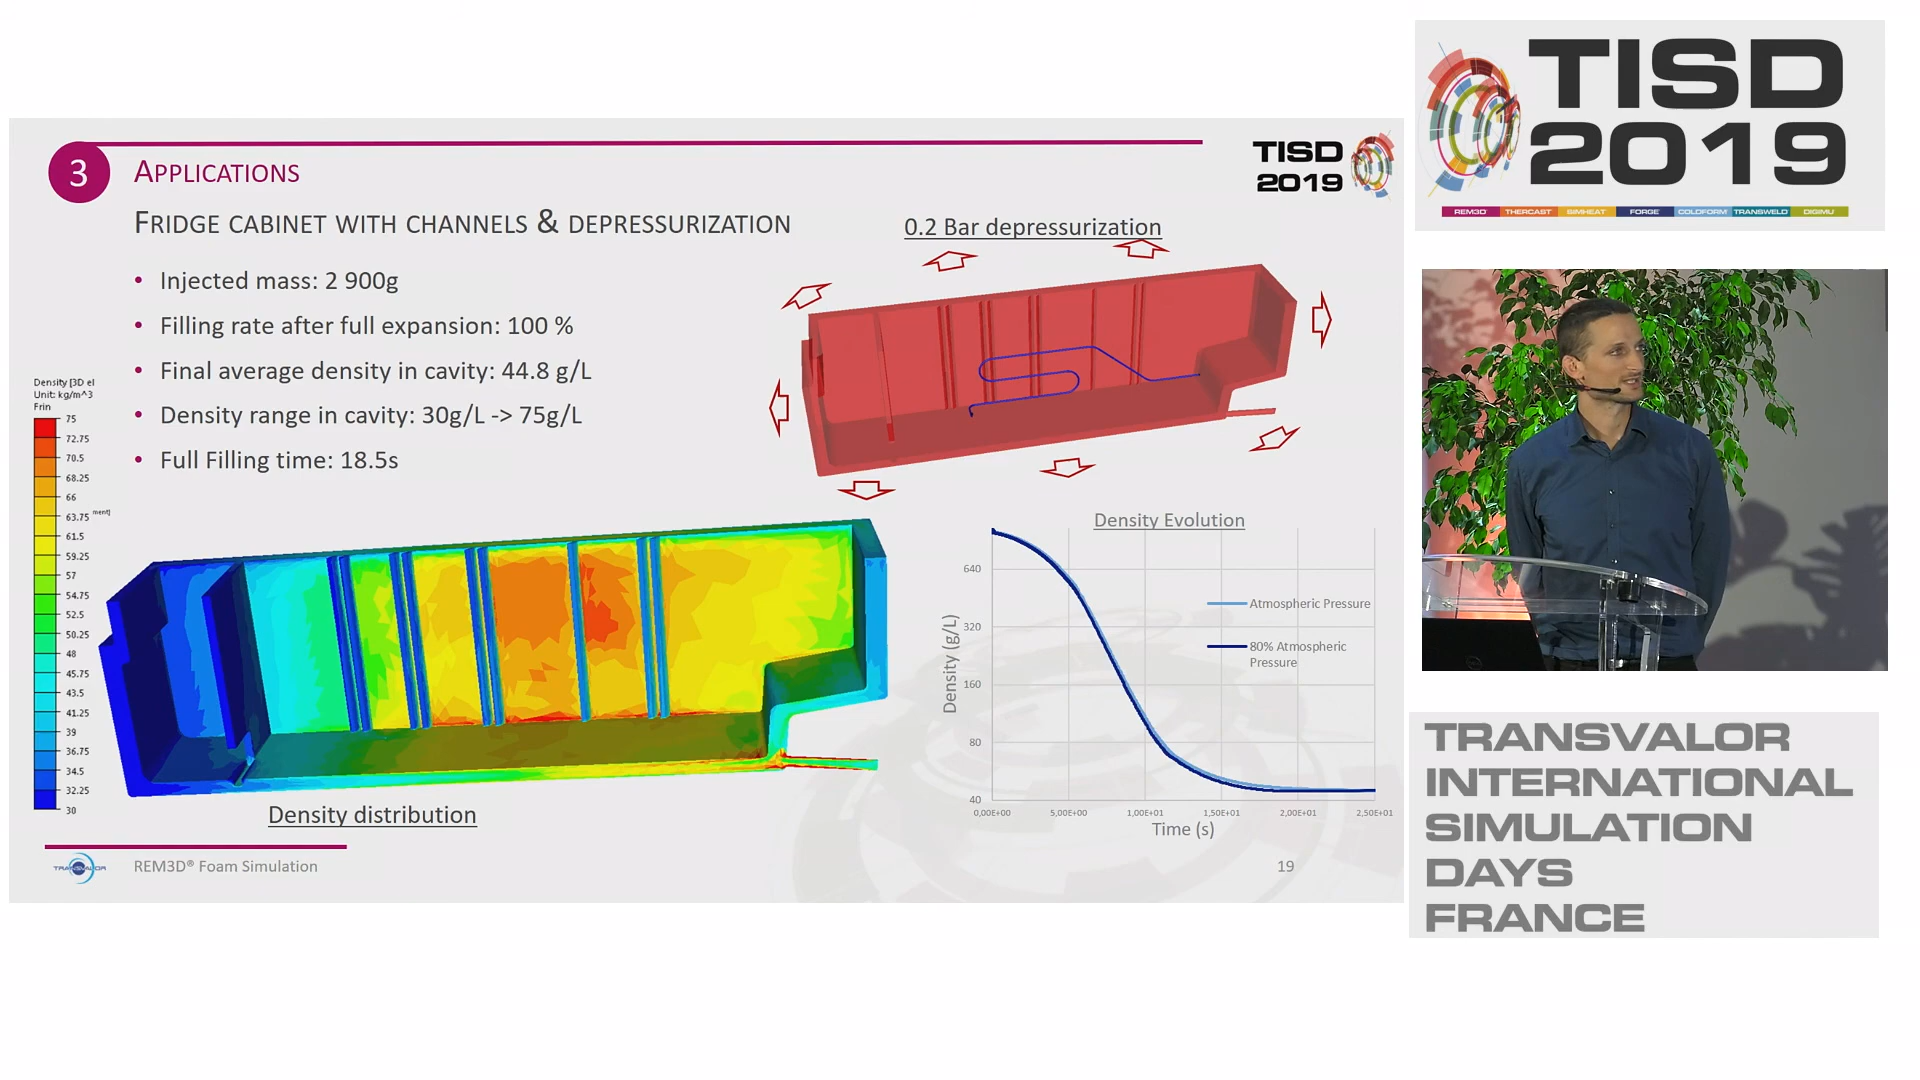 3
APPLICATIONS
TISD
2019
FRIDGE CABINET WITH CHANNELS & DEPRESSURIZATION
• Injected mass: 2 900g
• Filling rate after full expansion: 100 %
• Final average density in cavity: 44.8 g/L
• Density range in cavity: 30g/L -> 75g/L
• Full Filling time: 18.5s
0.2 Bar depressurization
Density [3D el
Unit: kg/m^3
Frin
ment]
75
72.75
70.5
68.25
66
63.75
61.5
59.25
57
54.75
52.5
50.25
48
45.75
43.5
41.25
39
36.75
34.5
32.25
30
Density distribution
Density Evolution
Density (g/L)
640
320
160
80
40
Atmospheric Pressure
80% Atmospheric
Pressure
0,00E+00 5,00E+00 1,00E+01 1,50E+01 2,00E+01 2,50E+01
Time (s)
TRANSVALOR
REM3D® Foam Simulation
19
TISD
2019
REM3D® THERCAST SIMHEAT FORGE COLDFORM TRANSWELD DIGIMU
TRANSVALOR
INTERNATIONAL
SIMULATION
DAYS
FRANCE